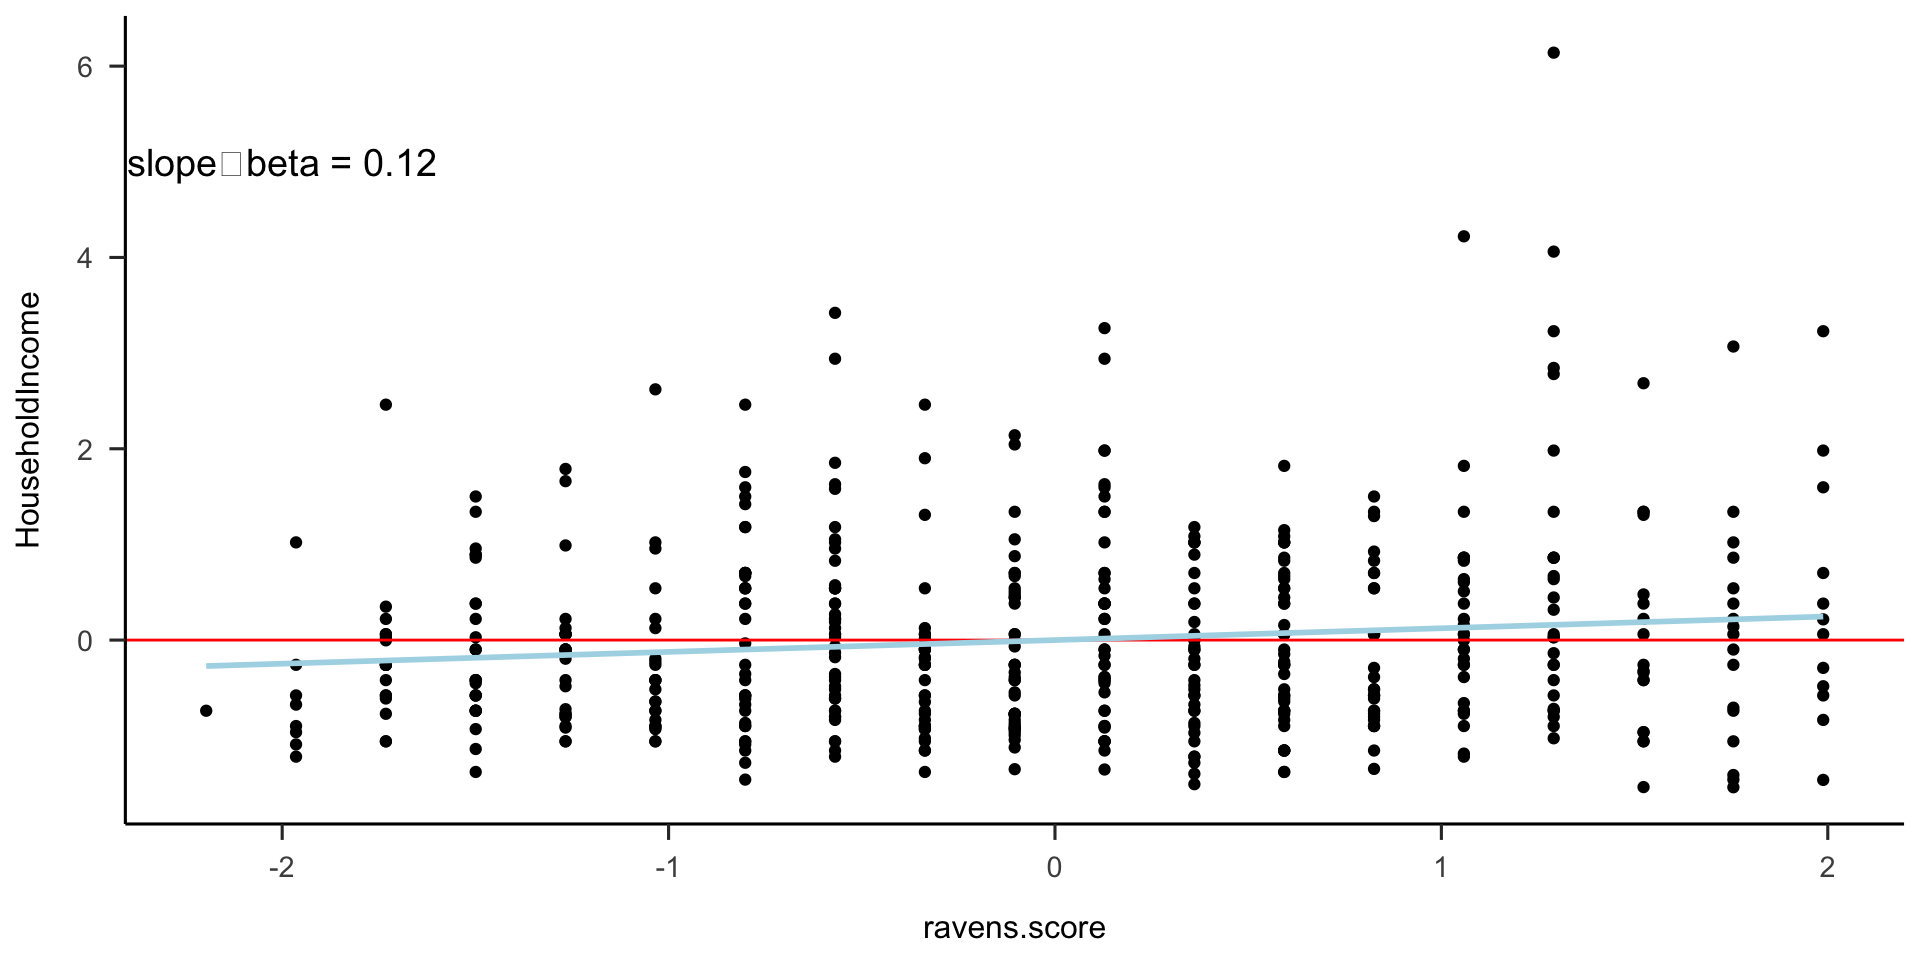 6
slope□beta = 0.12
4
HouseholdIncome
2
0
-2 -1 0 1 2
ravens.score